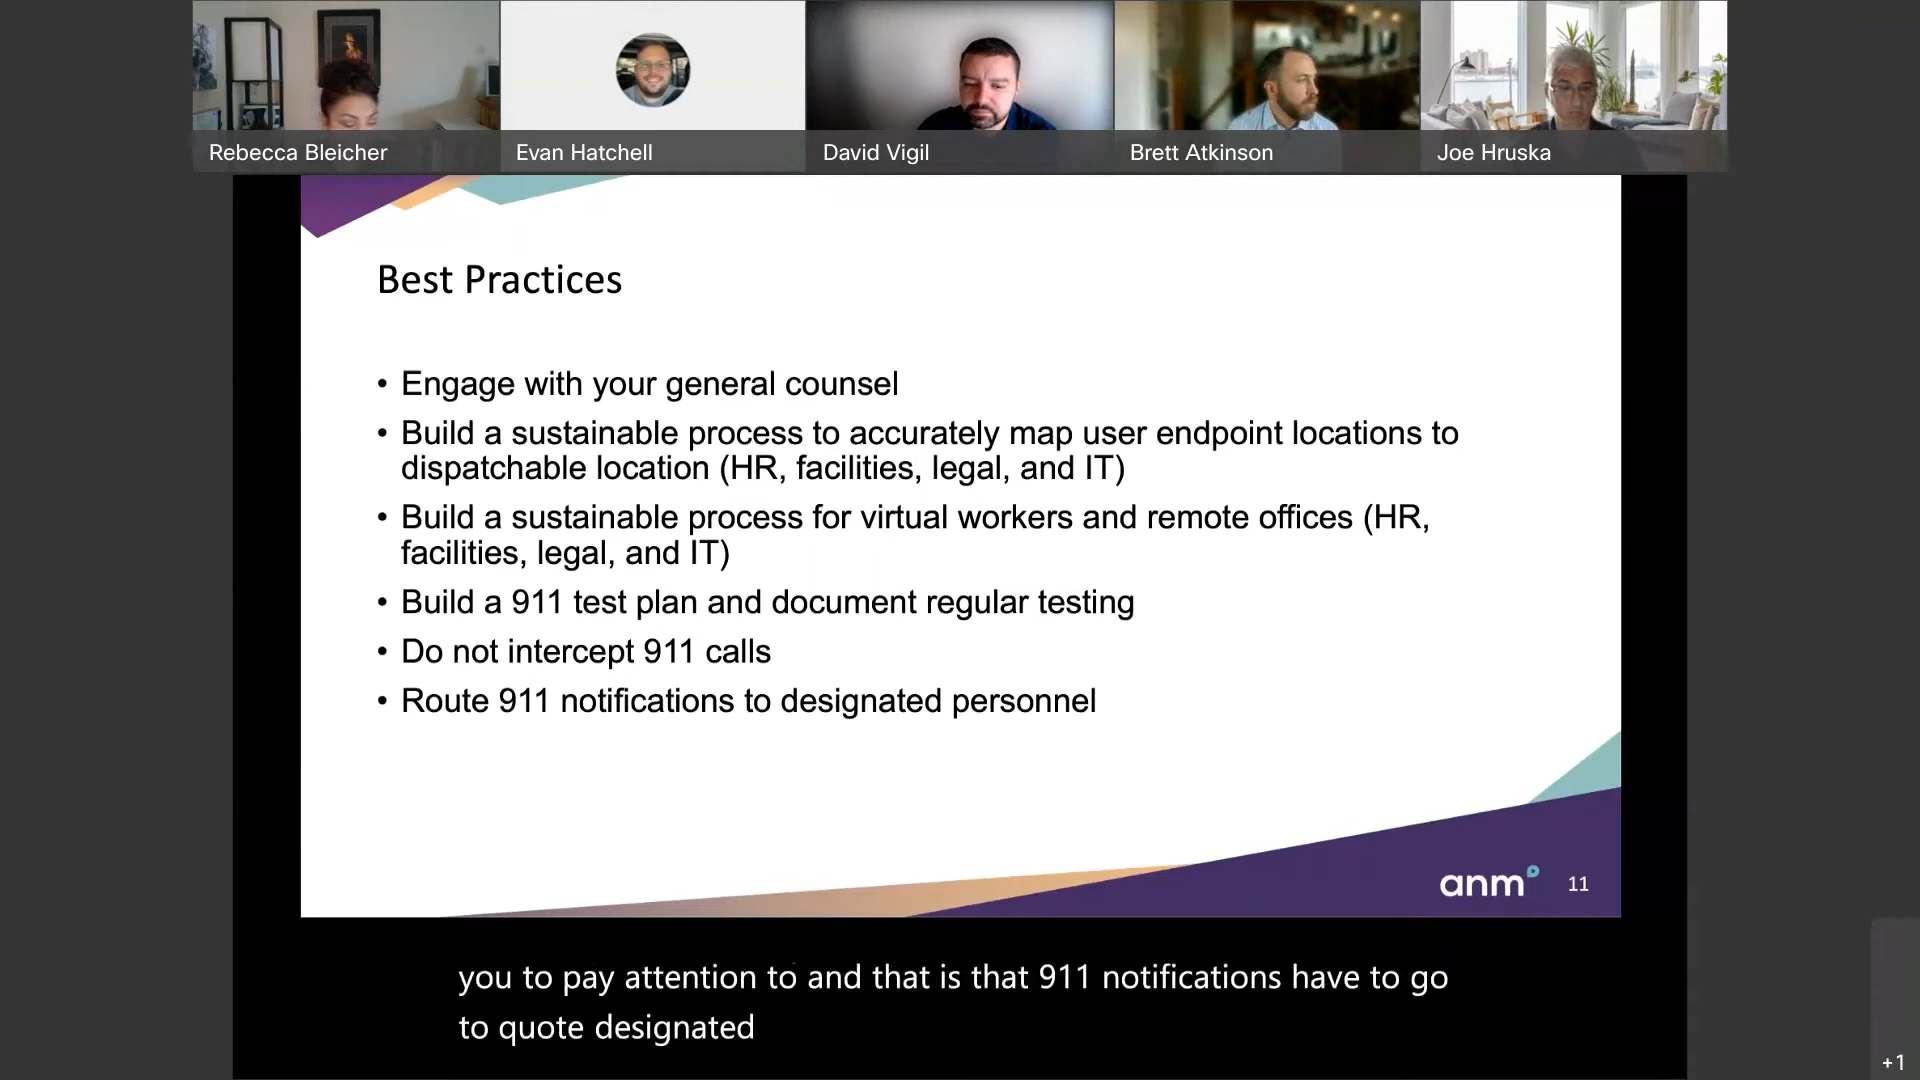 Rebecca Bleicher
Evan Hatchell
David Vigil
Brett Atkinson
Joe Hruska
Best Practices
• Engage with your general counsel
• Build a sustainable process to accurately map user endpoint locations to
dispatchable location (HR, facilities, legal, and IT)
• Build a sustainable process for virtual workers and remote offices (HR,
facilities, legal, and IT)
• Build a 911 test plan and document regular testing
• Do not intercept 911 calls
• Route 911 notifications to designated personnel
anm
11
you to pay attention to and that is that 911 notifications have to go
to quote designated
+1